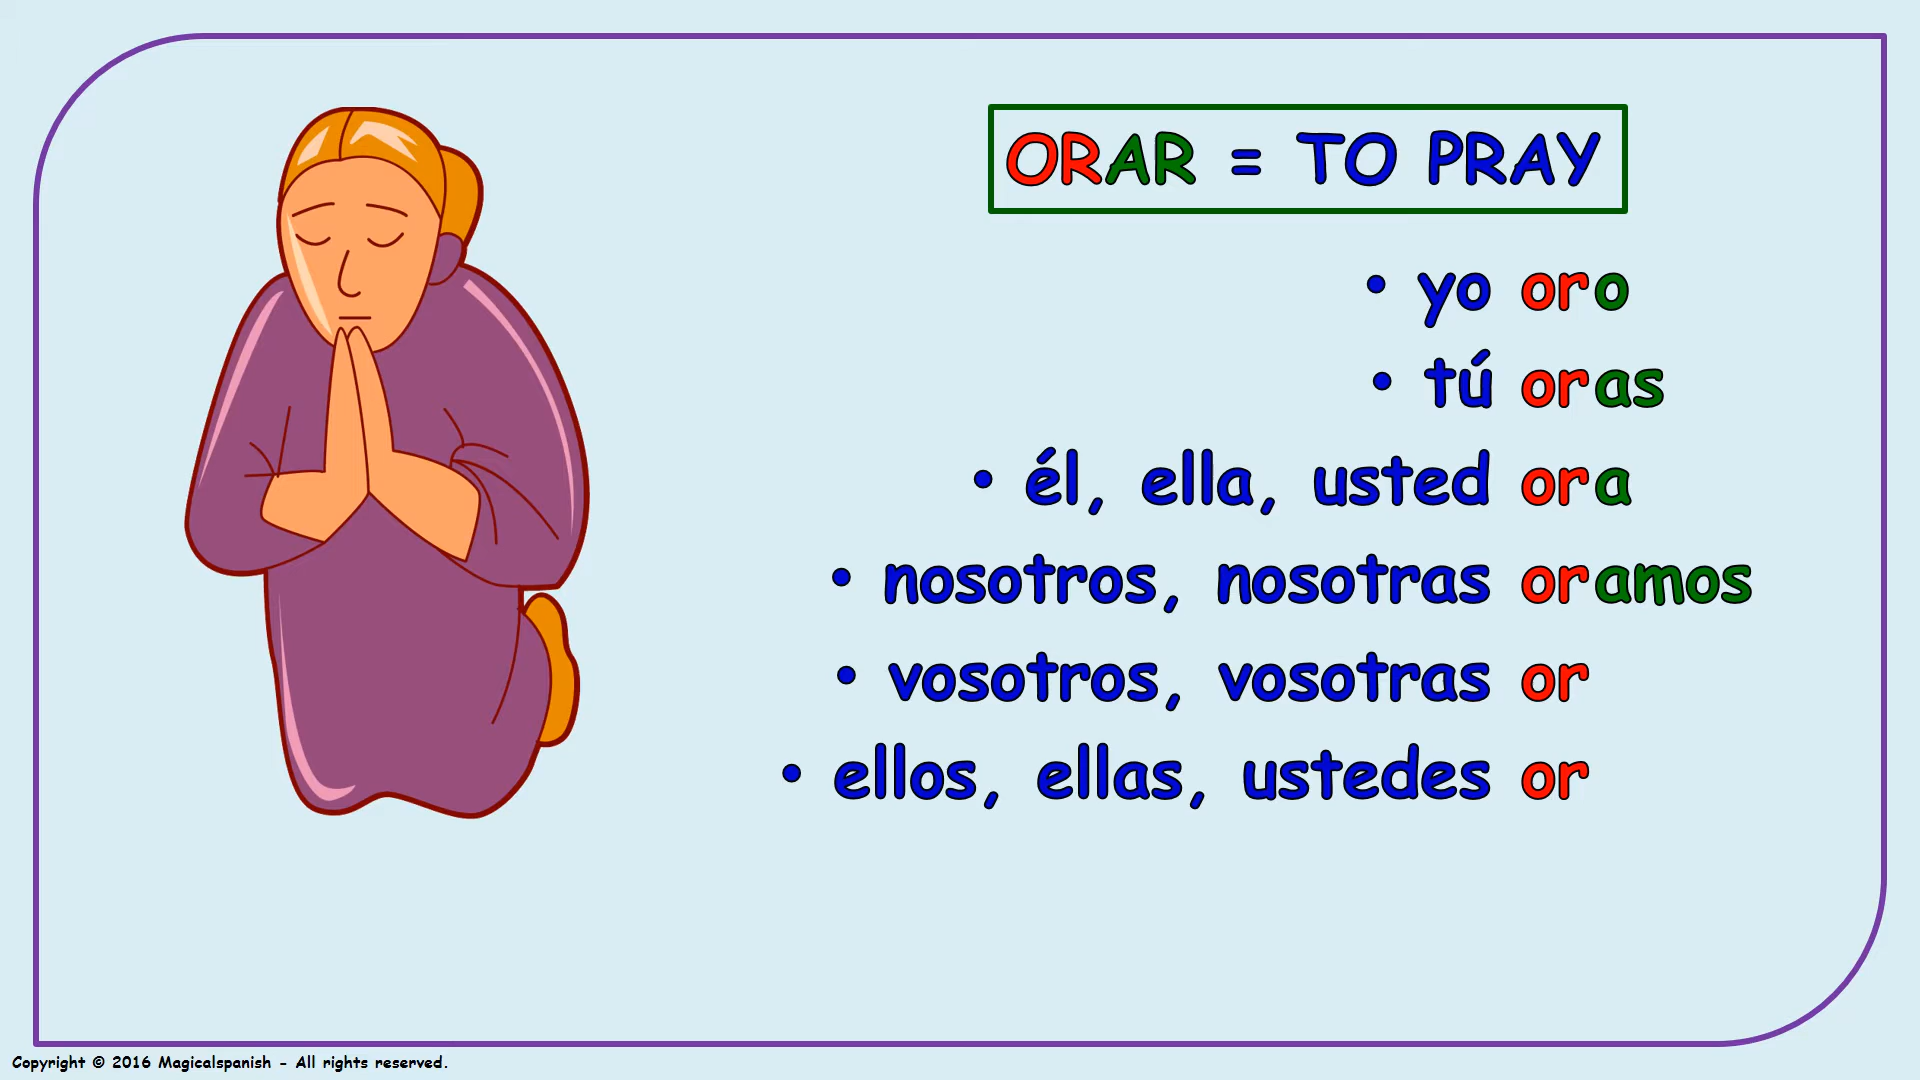 ORAR = TO PRAY
• yo oro
• tú oras
• él, ella, usted ora
• nosotros, nosotras oramos
• vosotros, vosotras or
• ellos, ellas, ustedes or
Copyright © 2016 Magicalspanish - All rights reserved.